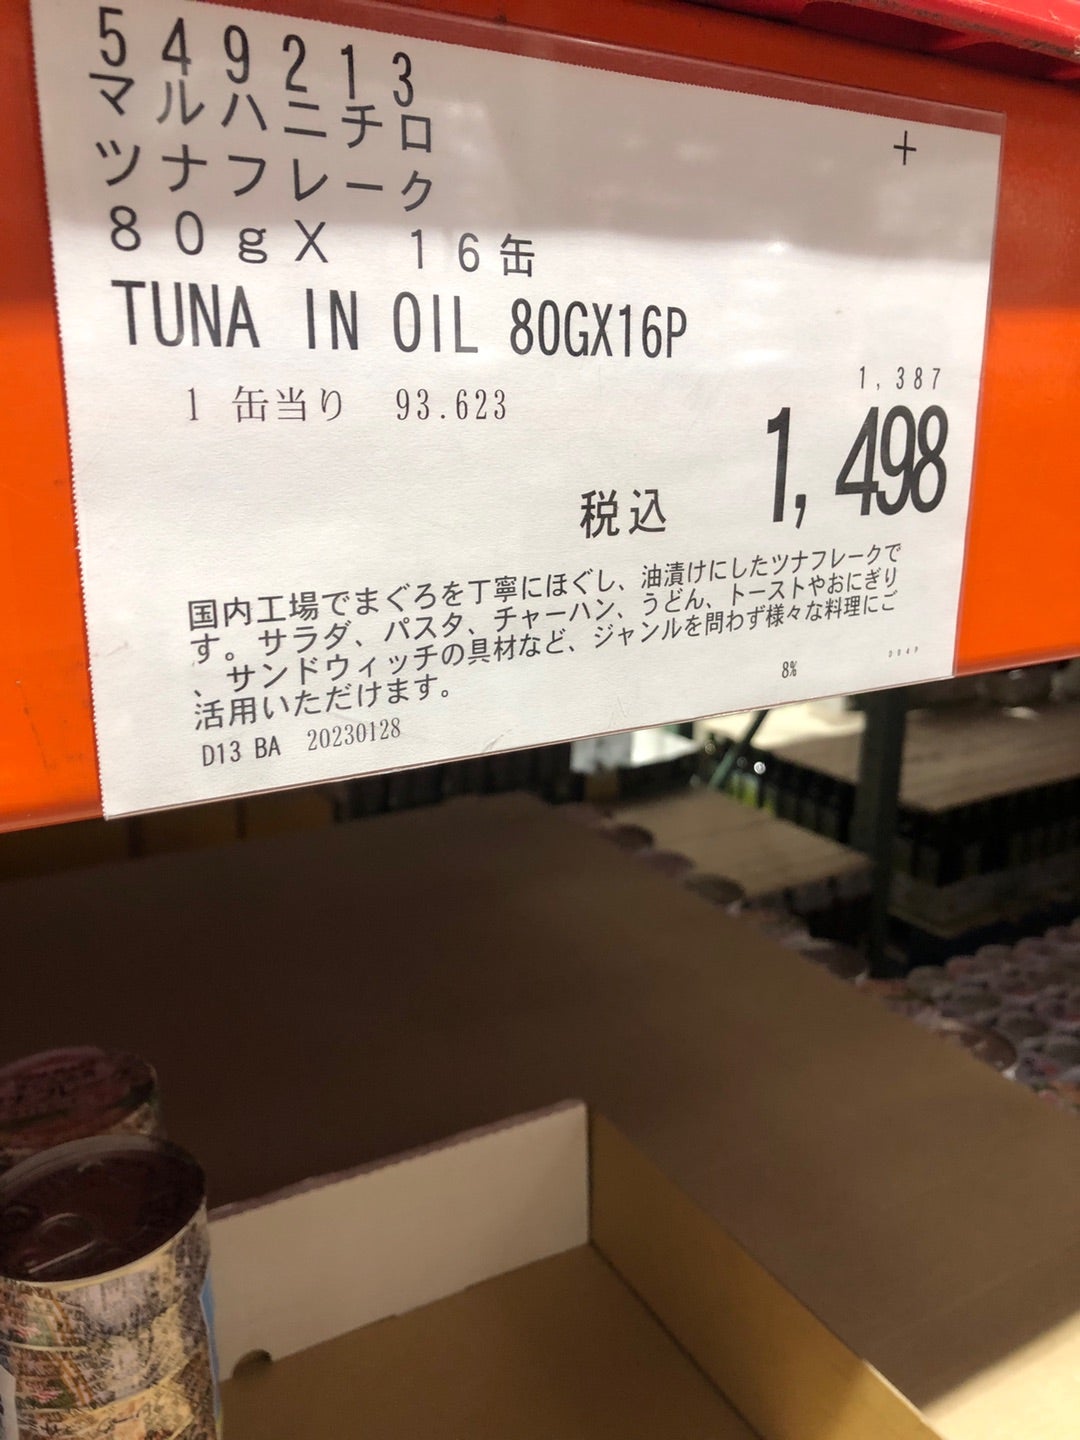 549213
マルハニチロ
ツナフレーク
80gX 16缶
TUNA IN OIL 80GX16P
1 缶当り 93.623
1,387
1,498
税込
国内工場でまぐろを丁寧にほぐし、油漬けにしたツナフレークで
す。サラダ、パスタ、チャーハン、うどん、トーストやおにぎり
、サンドウィッチの具材など、ジャンルを問わず様々な料理にご
活用いただけます。
8%
D13 BA 20230128